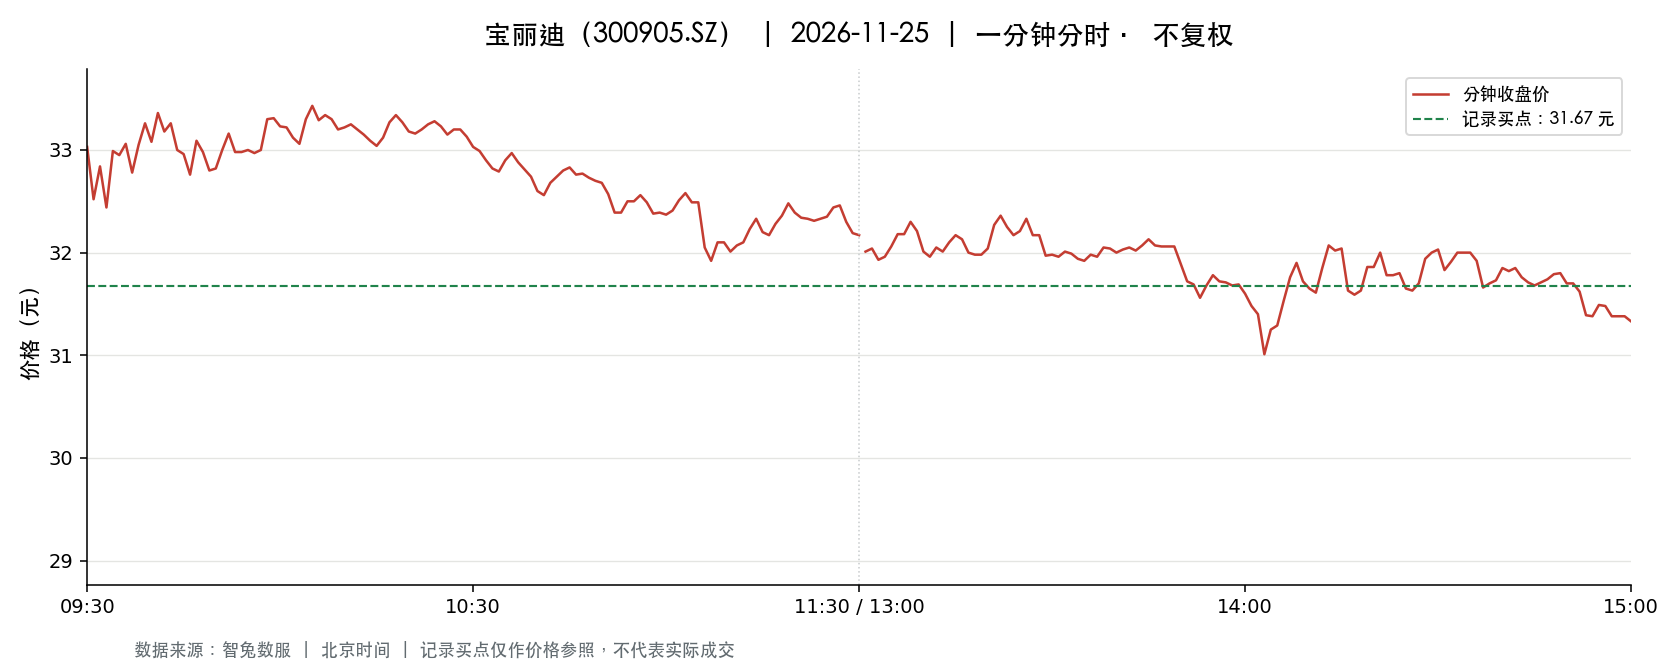 宝丽迪（300905.SZ） | 2026-11-25 | 一分钟分时 · 不复权
分钟收盘价
记录买点：31.67 元
价格（元）
33
32
31
30
29
09:30
10:30
11:30 / 13:00
14:00
15:00
数据来源：智兔数服 | 北京时间 | 记录买点仅作价格参照，不代表实际成交